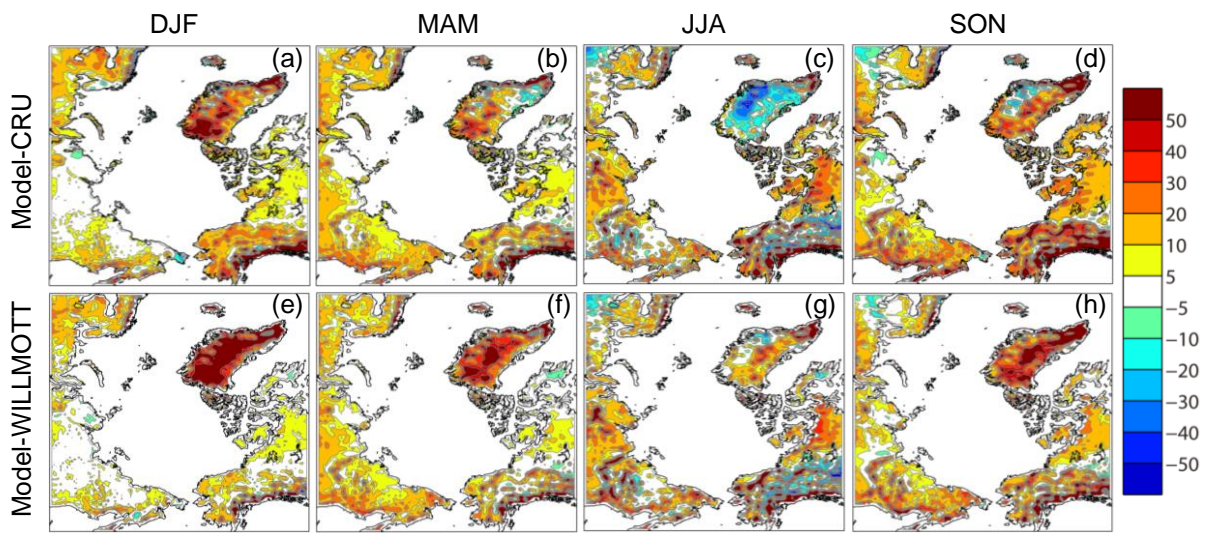 DJF MAM JJA SON
Model-CRU
(a) (b) (c) (d)
Model-WILLMOTT
(e) (f) (g) (h)
50
40
30
20
10
5
−5
−10
−20
−30
−40
−50